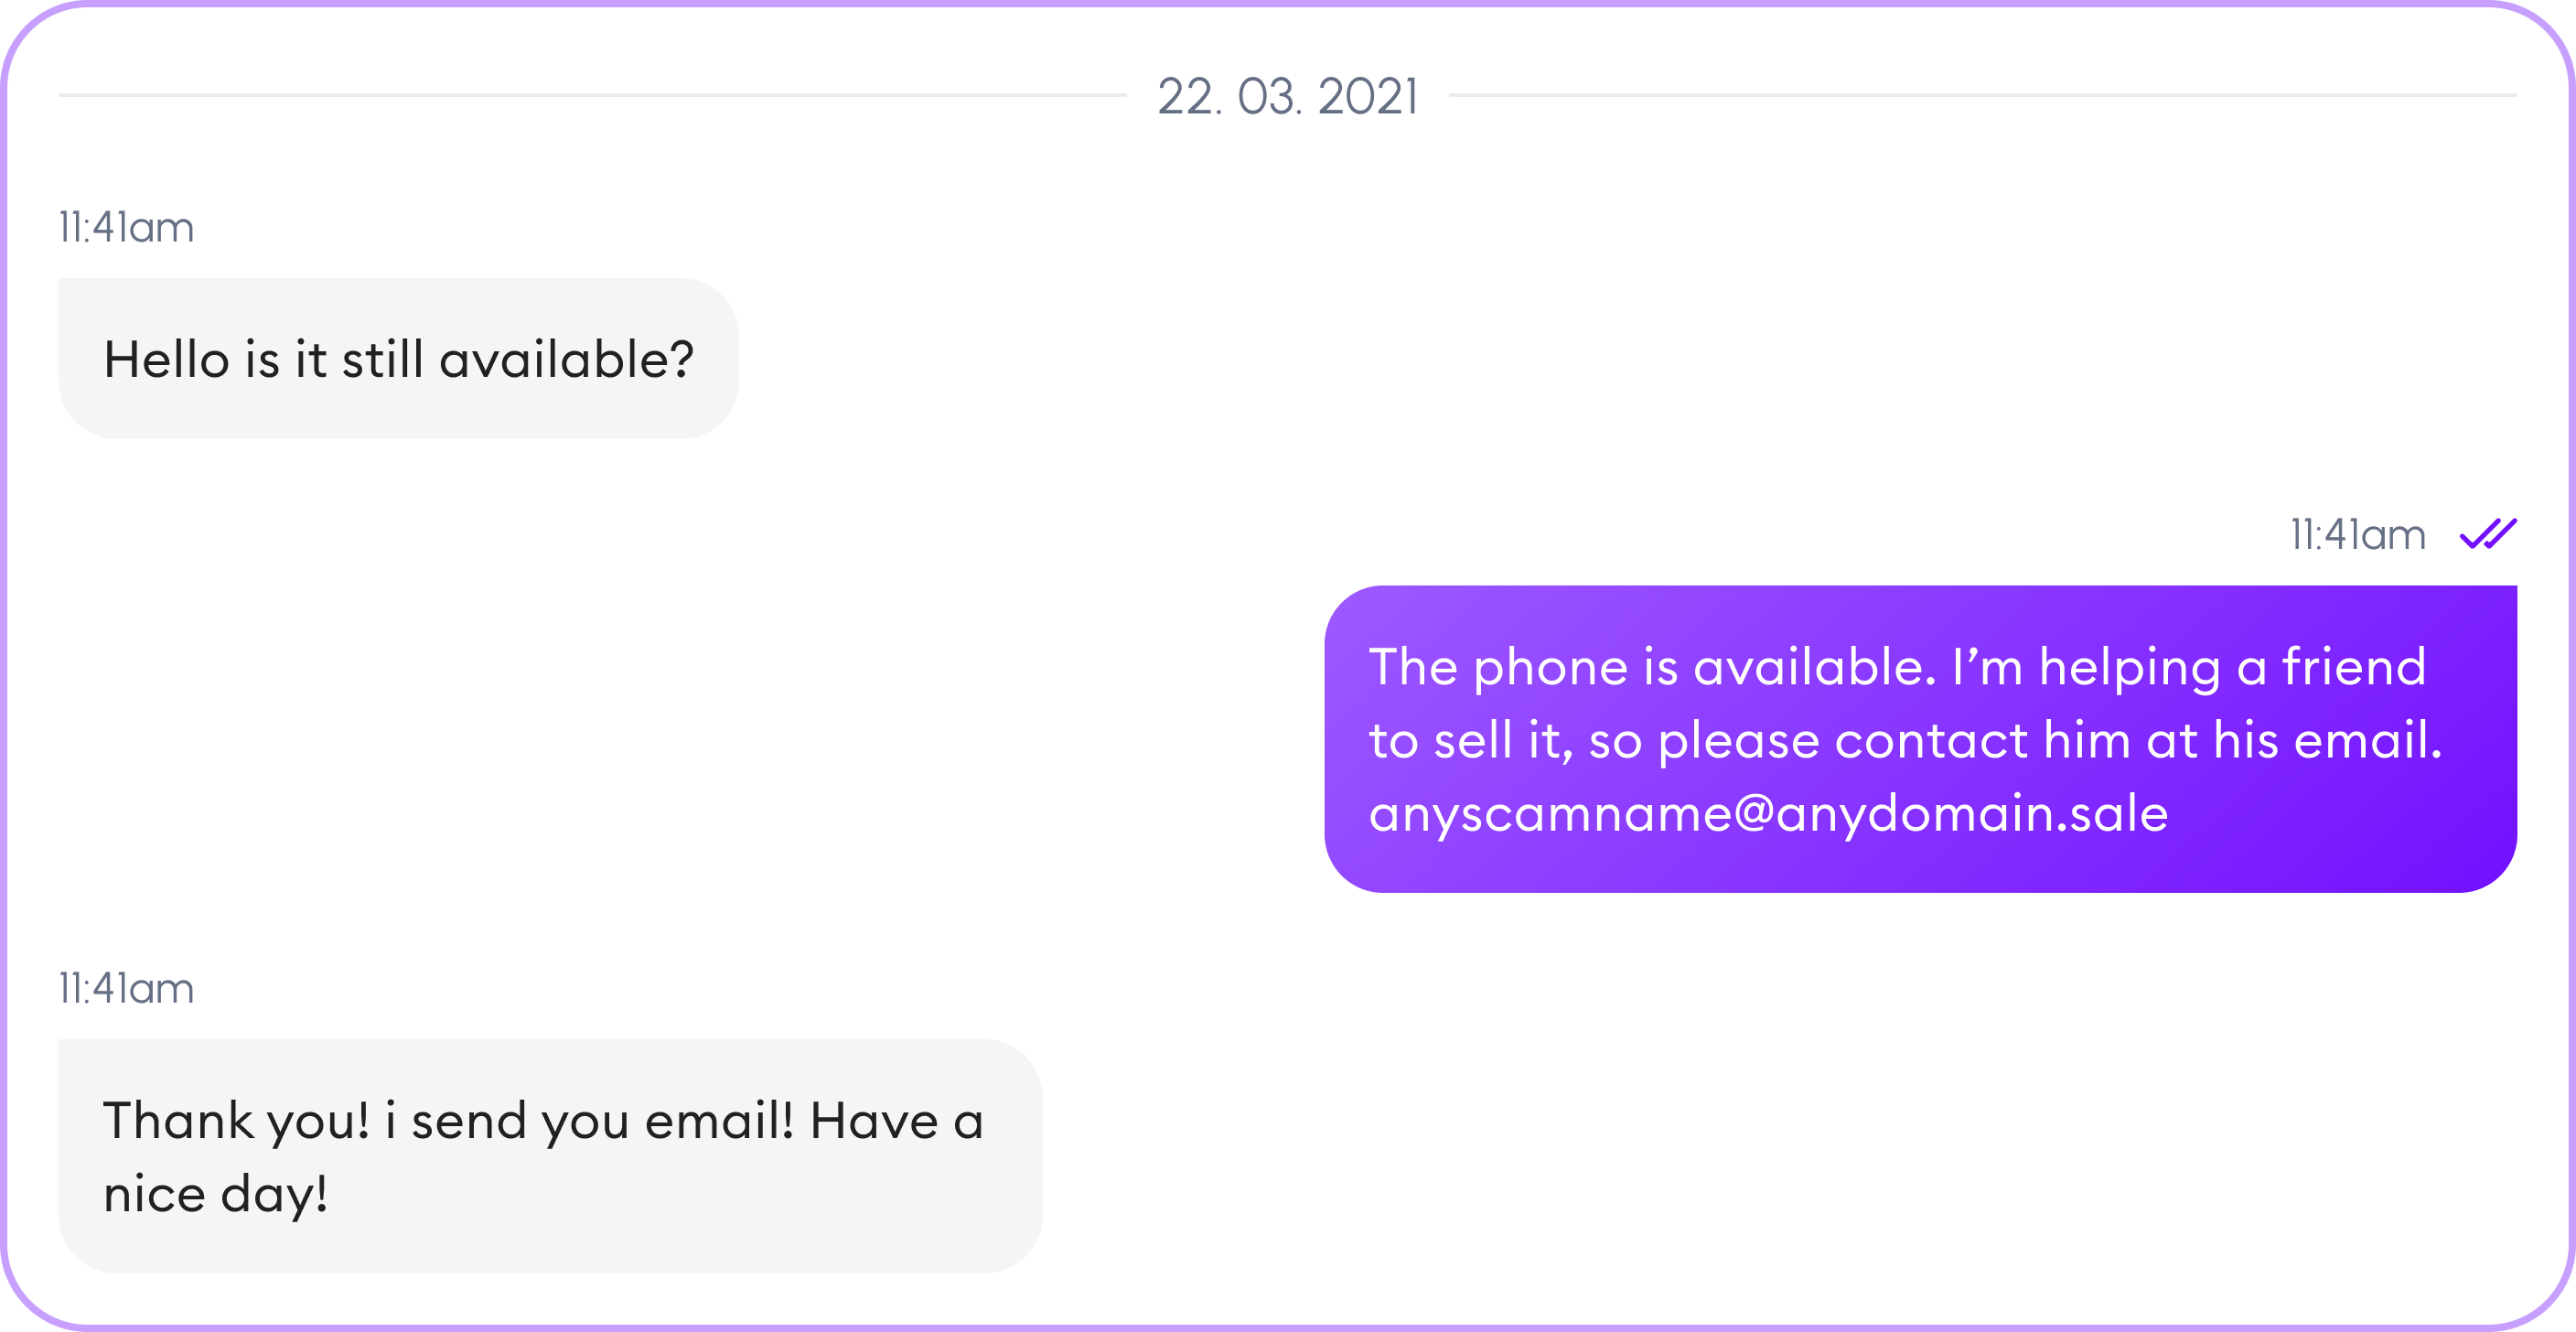 22. 03. 2021
11:41am
Hello is it still available?
11:41am
The phone is available. I’m helping a friend
to sell it, so please contact him at his email.
anyscamname@anydomain.sale
11:41am
Thank you! i send you email! Have a
nice day!